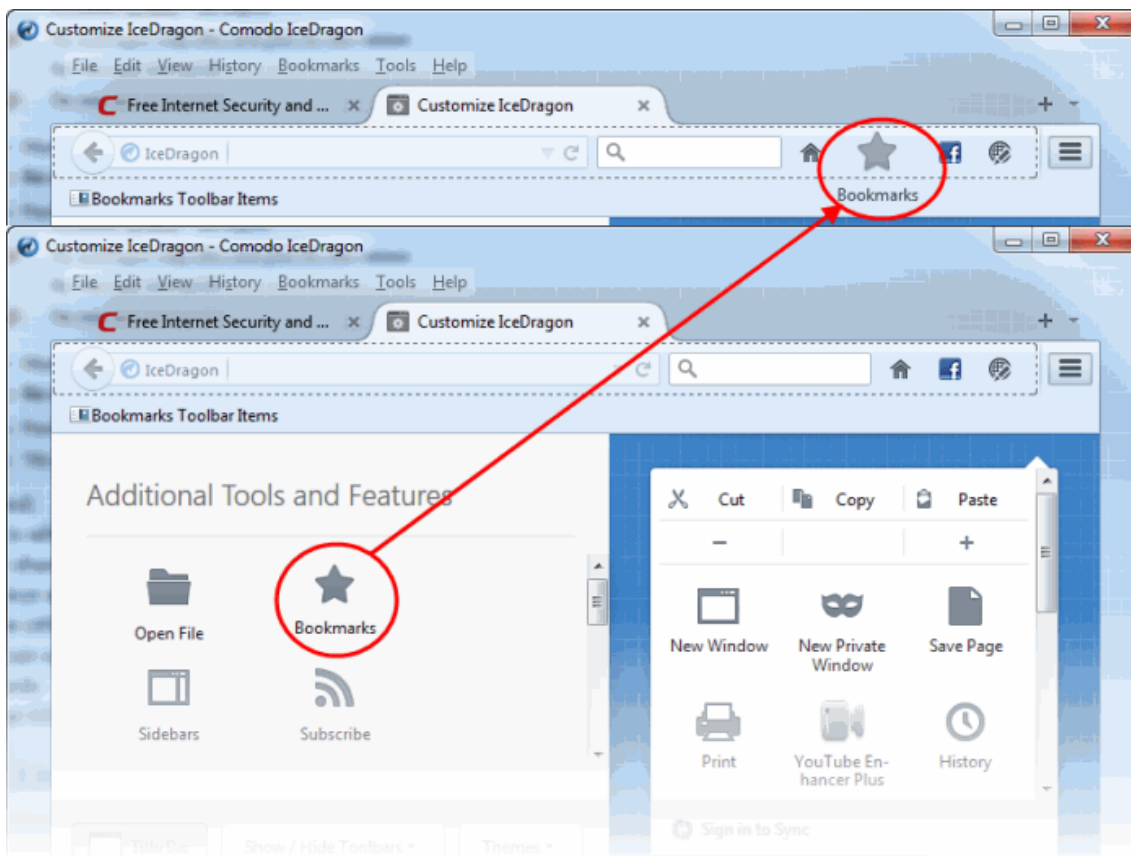 Customize IceDragon - Comodo IceDragon
File Edit View History Bookmarks Tools Help
Free Internet Security and ... Customize IceDragon
IceDragon
Bookmarks
Bookmarks Toolbar Items
Customize IceDragon - Comodo IceDragon
File Edit View History Bookmarks Tools Help
Free Internet Security and ... Customize IceDragon
IceDragon
Bookmarks Toolbar Items
Additional Tools and Features
Open File
Bookmarks
Sidebars
Subscribe
Cut Copy Paste
New Window
New Private
Window
Save Page
Print
YouTube En-
hancer Plus
History
Title Bar
Show / Hide Toolbars
Themes
Sign in to Sync